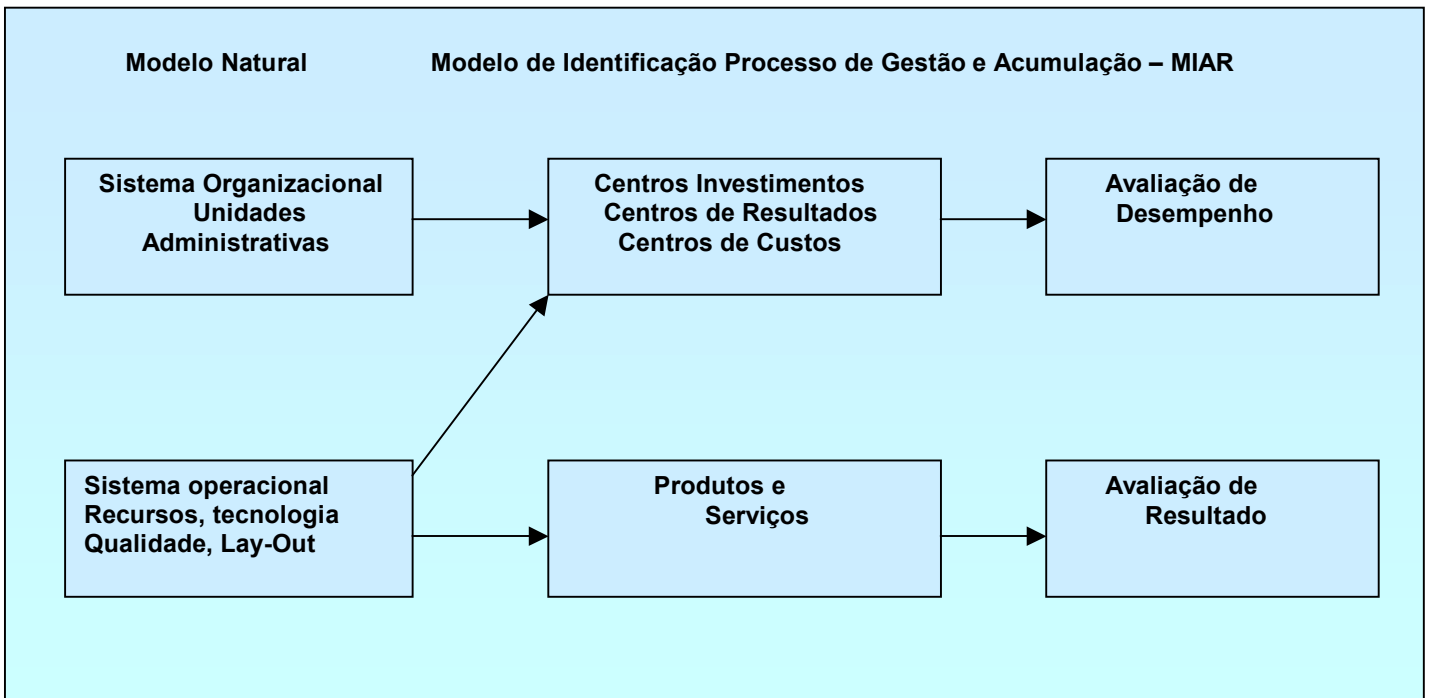 Modelo Natural Modelo de Identificação Processo de Gestão e Acumulação – MIAR
Sistema Organizacional
Unidades
Administrativas
Centros Investimentos
Centros de Resultados
Centros de Custos
Avaliação de
Desempenho
Sistema operacional
Recursos, tecnologia
Qualidade, Lay-Out
Produtos e
Serviços
Avaliação de
Resultado